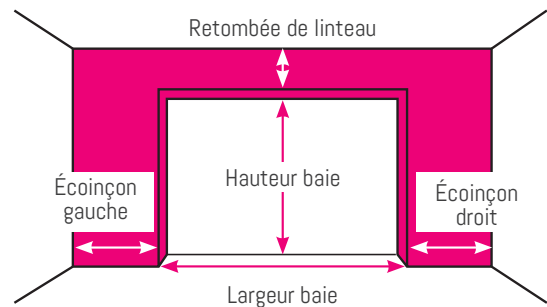 Retombée de linteau
Écoinçon
gauche
Hauteur baie
Écoinçon
droit
Largeur baie